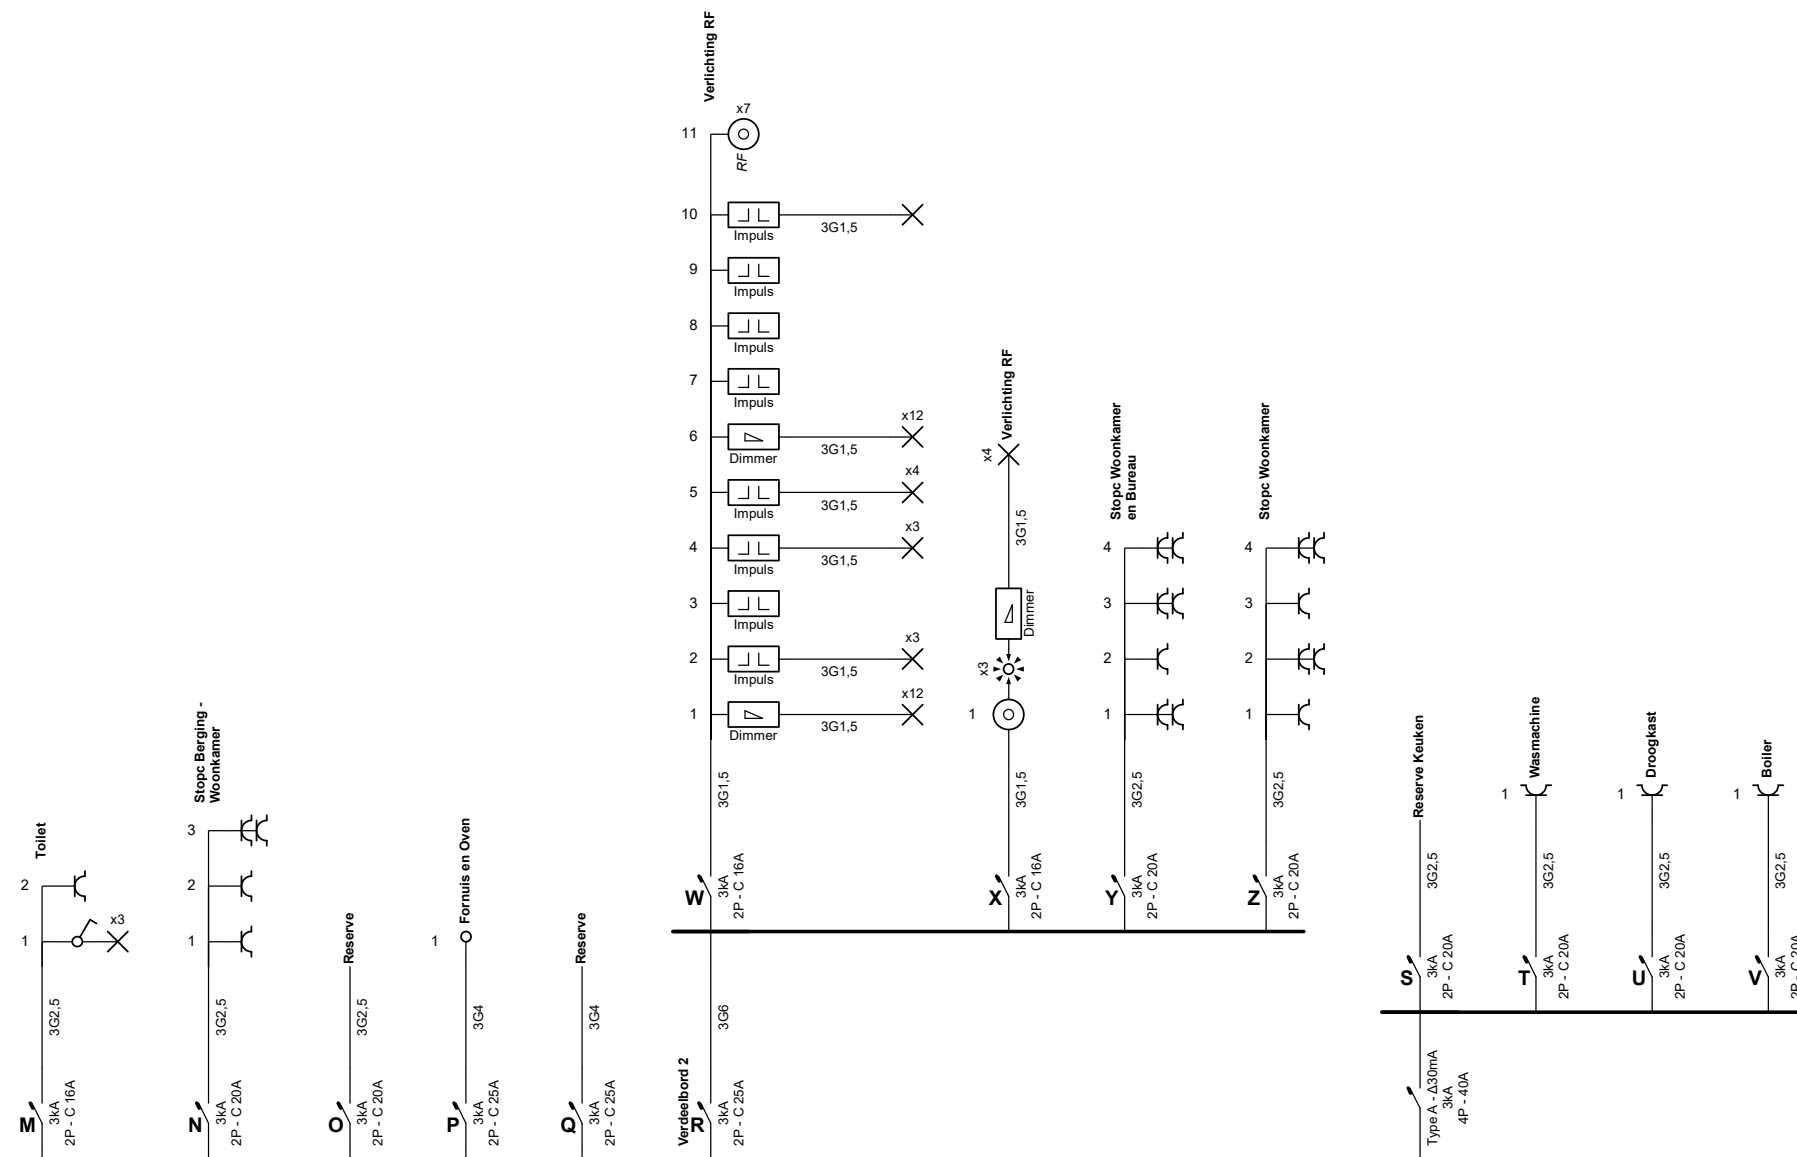 Verlichting RF
x7
11
RF
10
Impuls
3G1,5
9
Impuls
8
Impuls
7
Impuls
x12
6
Dimmer
3G1,5
x4
5
Impuls
3G1,5
x3
4
Impuls
3G1,5
3
Impuls
x3
2
Impuls
3G1,5
x12
1
Dimmer
3G1,5
3G1,5
W
3kA
2P - C 16A
Verlichting RF
x4
3G1,5
Dimmer
x3
1
3G1,5
X
3kA
2P - C 16A
Stopc Woonkamer
en Bureau
4
3
2
1
3G2,5
Y
3kA
2P - C 20A
Stopc Woonkamer
4
3
2
1
3G2,5
Z
3kA
2P - C 20A
Toilet
2
1
x3
3G2,5
M
3kA
2P - C 16A
Stopc Berging -
Woonkamer
3
2
1
3G2,5
N
3kA
2P - C 20A
Reserve
3G2,5
O
3kA
2P - C 20A
Fornuis en Oven
1
3G4
P
3kA
2P - C 25A
Reserve
3G4
Q
3kA
2P - C 25A
3G6
Verdeelbord 2
R
3kA
2P - C 25A
Reserve Keuken
3G2,5
S
3kA
2P - C 20A
Wasmachine
1
3G2,5
T
3kA
2P - C 20A
Droogkast
1
3G2,5
U
3kA
2P - C 20A
Boiler
1
3G2,5
V
3kA
2P - C 20A
Type A - Δ30mA
3kA
4P - 40A